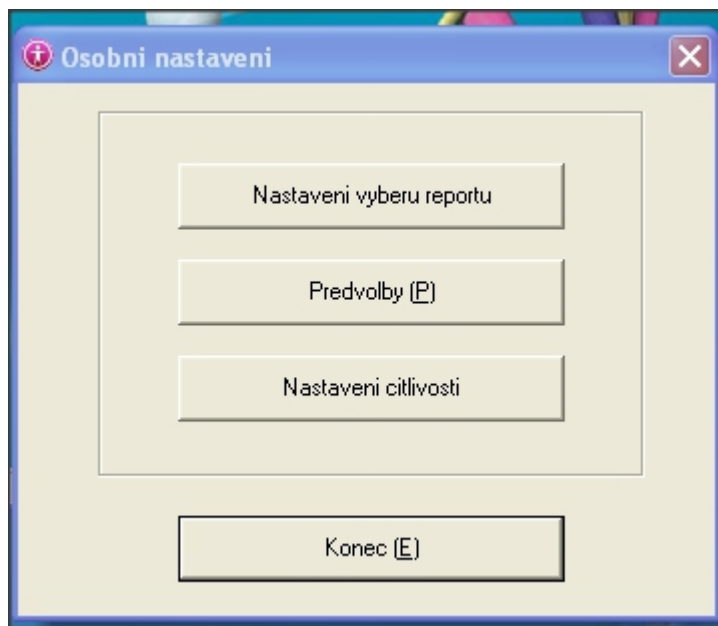 Osobni nastaveni
Nastaveni vyberu reportu
Predvolby (P)
Nastaveni citlivosti
Konec (E)